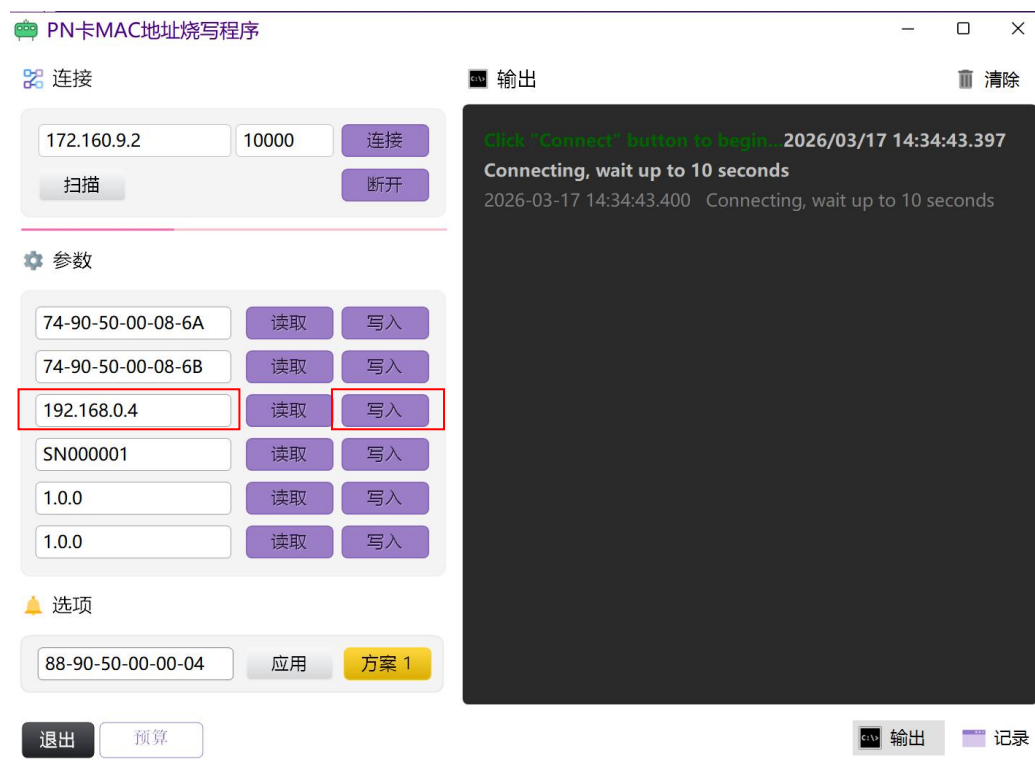 PN卡MAC地址烧写程序
连接
172.160.9.2 10000 连接
扫描 断开
参数
74-90-50-00-08-6A 读取 写入
74-90-50-00-08-6B 读取 写入
192.168.0.4 读取 写入
SN000001 读取 写入
1.0.0 读取 写入
1.0.0 读取 写入
选项
88-90-50-00-00-04 应用 方案 1
退出 预算
输出 清除
Click "Connect" button to begin...2026/03/17 14:34:43.397
Connecting, wait up to 10 seconds
2026-03-17 14:34:43.400 Connecting, wait up to 10 seconds
输出 记录